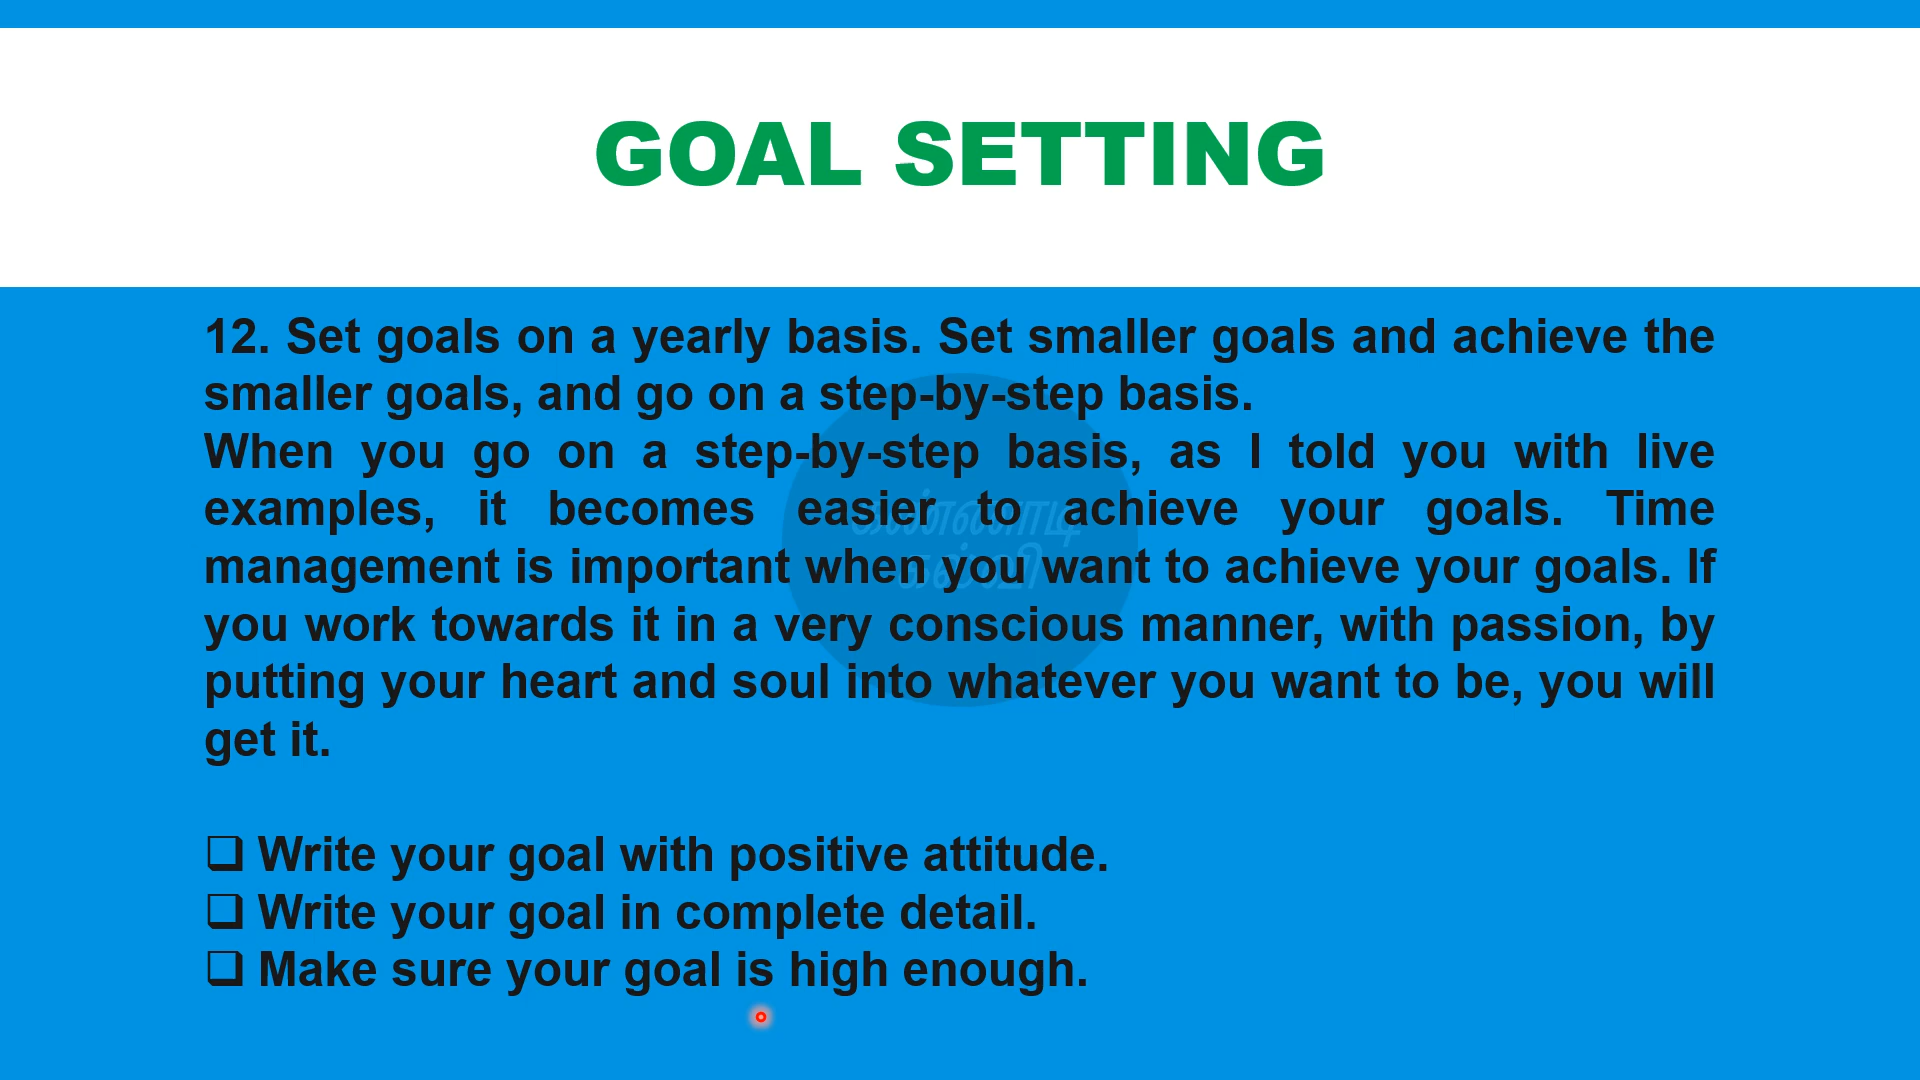 GOAL SETTING
12. Set goals on a yearly basis. Set smaller goals and achieve the
smaller goals, and go on a step-by-step basis.
When you go on a step-by-step basis, as I told you with live
examples, it becomes easier to achieve your goals. Time
management is important when you want to achieve your goals. If
you work towards it in a very conscious manner, with passion, by
putting your heart and soul into whatever you want to be, you will
get it.
❑ Write your goal with positive attitude.
❑ Write your goal in complete detail.
❑ Make sure your goal is high enough.